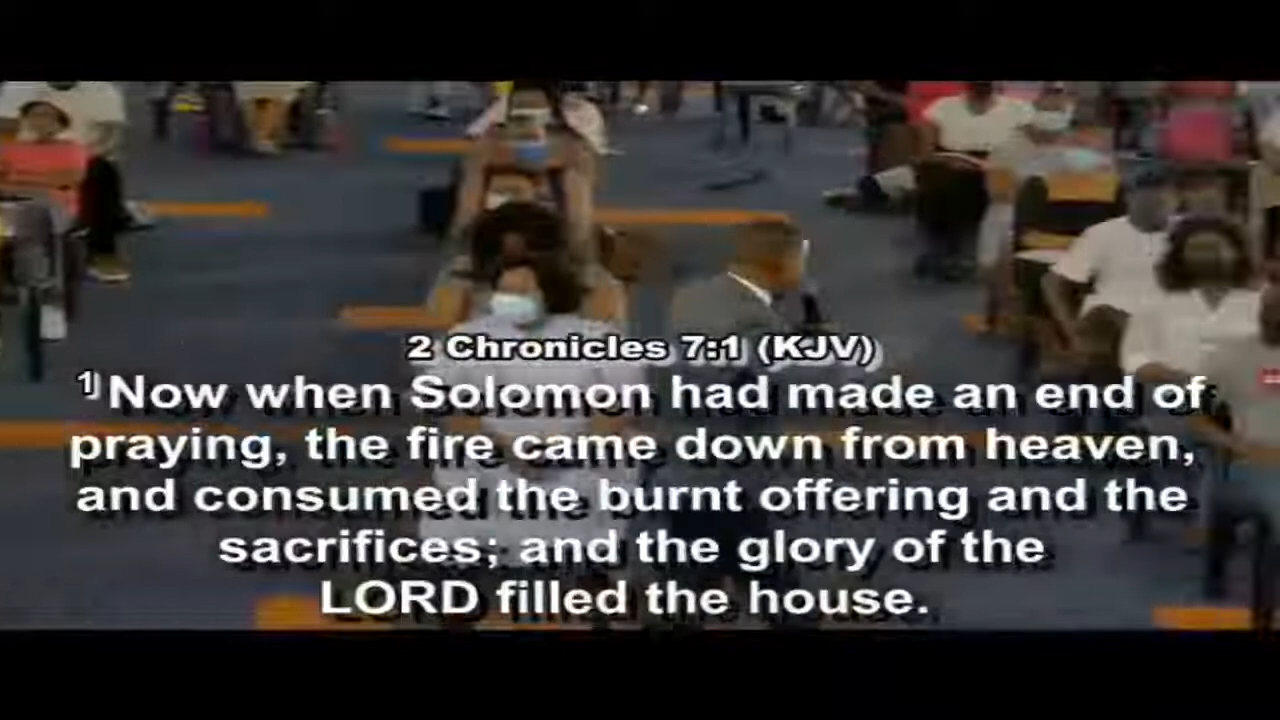 2 Chronicles 7:1 (KJV)
1 Now when Solomon had made an end of
praying, the fire came down from heaven,
and consumed the burnt offering and the
sacrifices; and the glory of the
LORD filled the house.